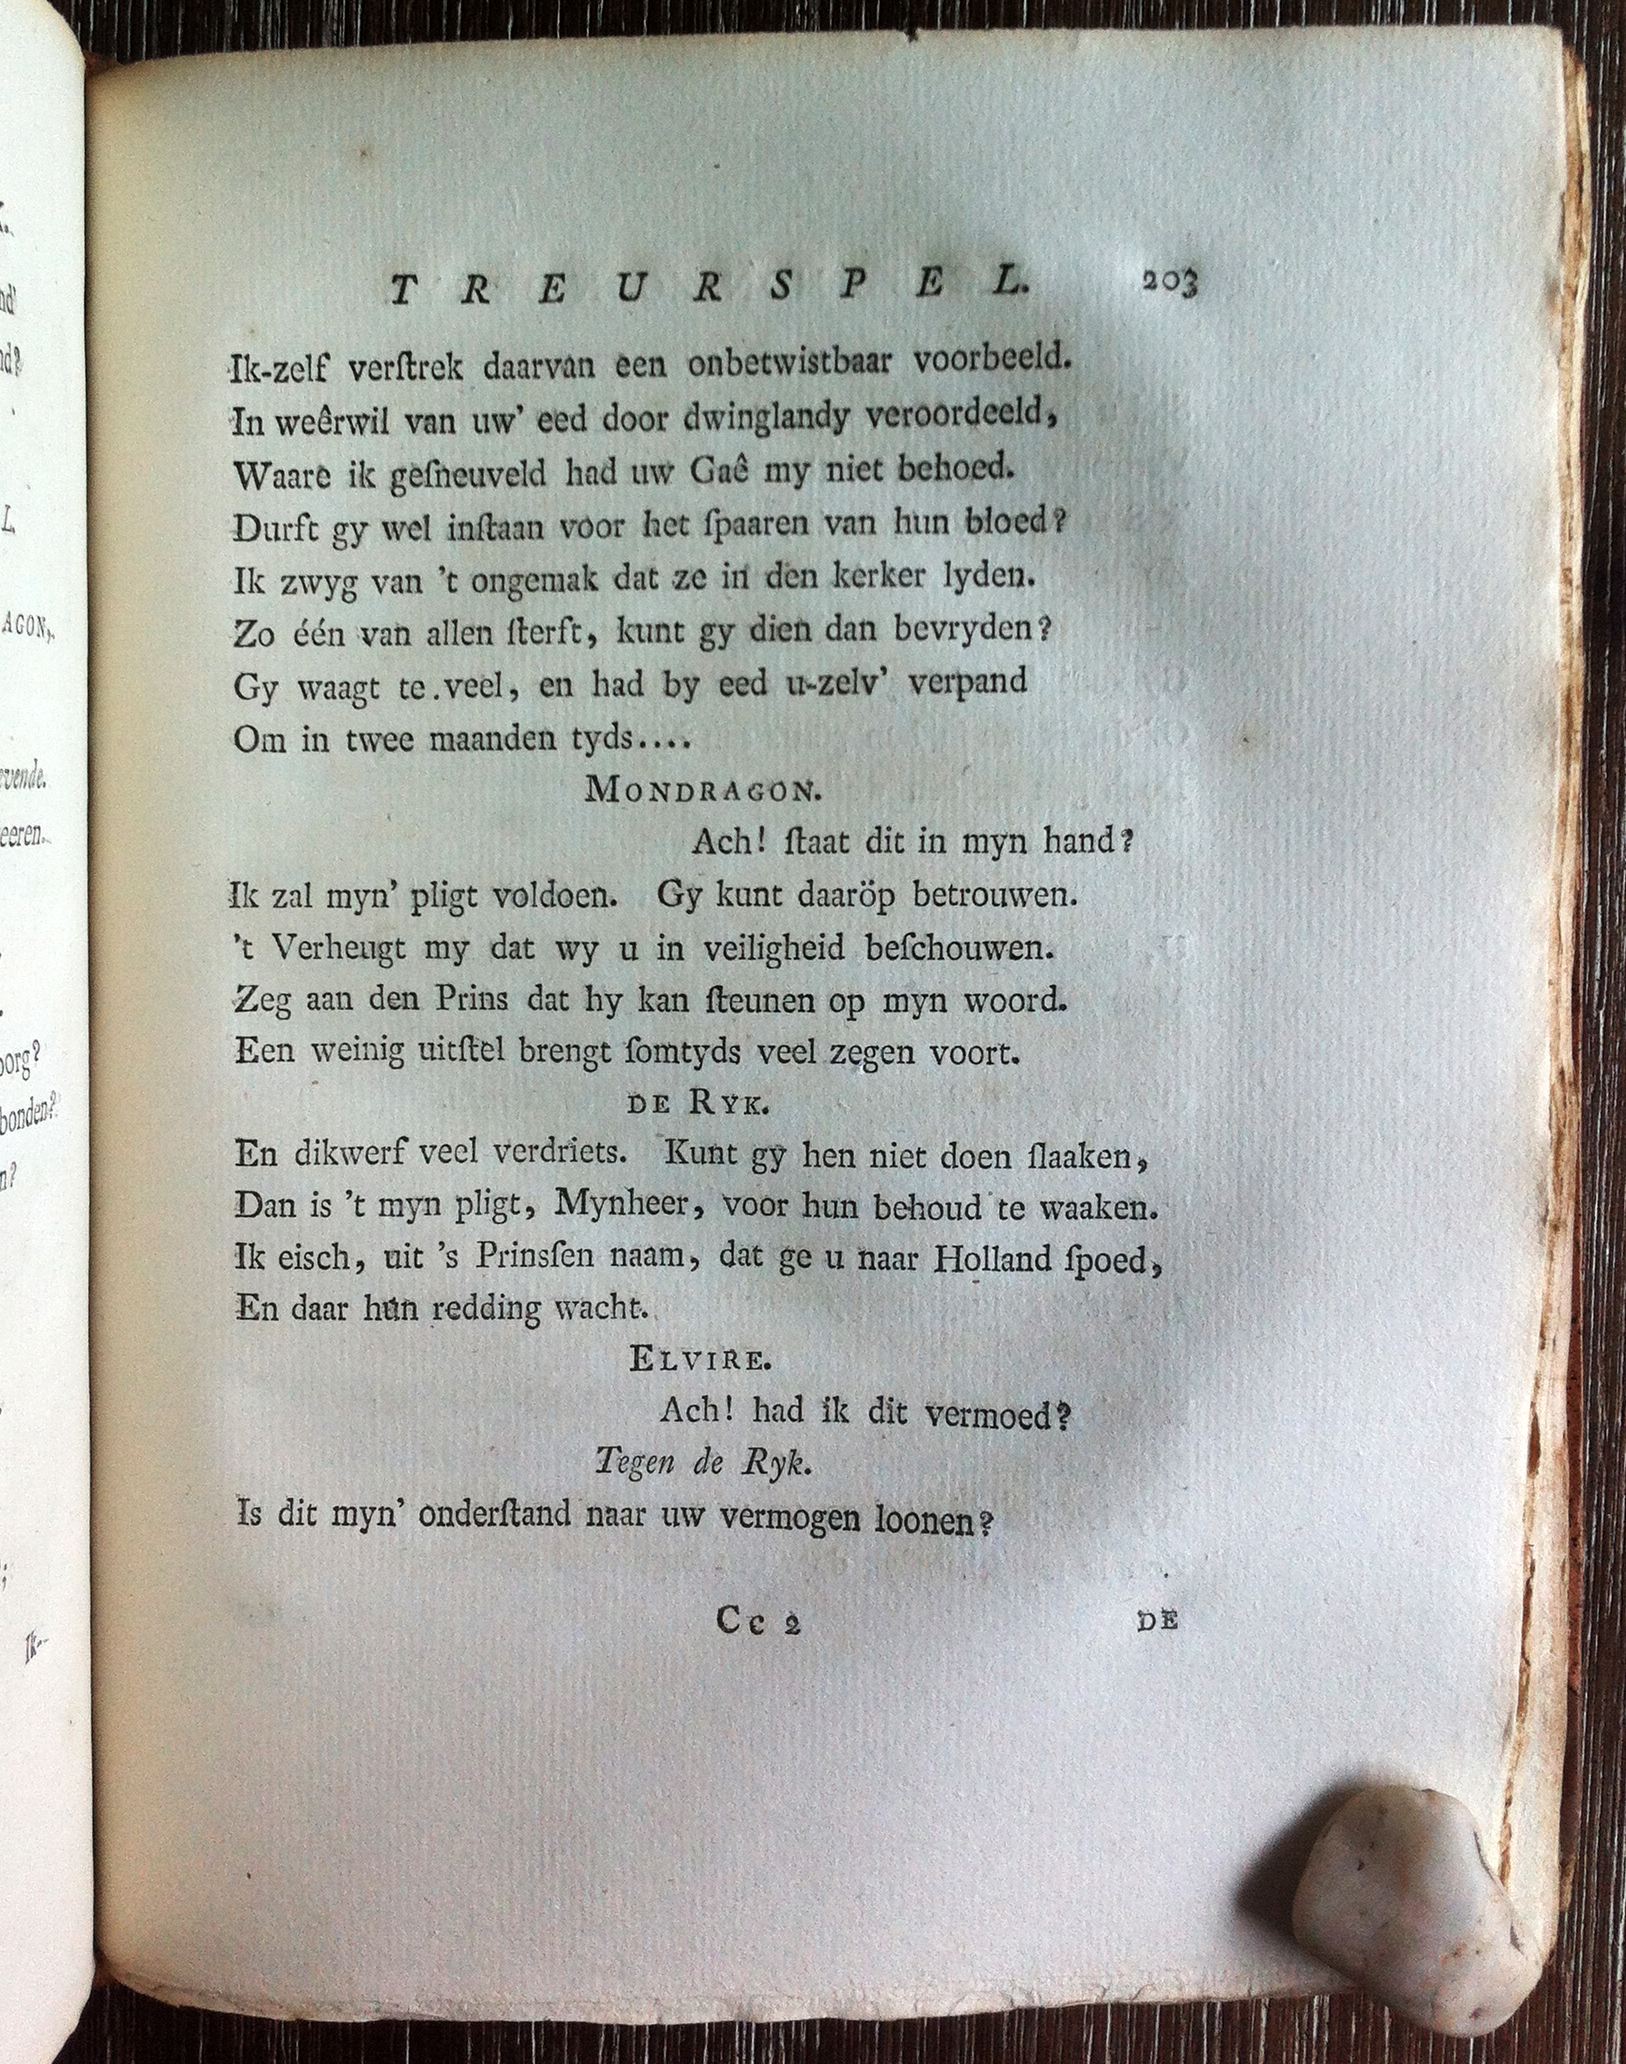 TREURSPEL. 203
Ik-zelf verſtrek daarvan een onbetwistbaar voorbeeld.
In weêrwil van uw' eed door dwinglandy veroordeeld,
Waare ik geſneuveld had uw Gaê my niet behoed.
Durft gy wel inſtaan voor het ſpaaren van hun bloed?
Ik zwyg van 't ongemak dat ze in den kerker lyden.
Zo één van allen ſterft, kunt gy dien dan bevryden?
Gy waagt te.veel, en had by eed u-zelv' verpand
Om in twee maanden tyds....
MONDRAGON.
Ach! ſtaat dit in myn hand?
Ik zal myn' pligt voldoen. Gy kunt daaröp betrouwen.
't Verheugt my dat wy u in veiligheid beſchouwen.
Zeg aan den Prins dat hy kan ſteunen op myn woord.
Een weinig uitſtel brengt ſomtyds veel zegen voort.
DE RYK.
En dikwerf veel verdriets. Kunt gy hen niet doen ſlaaken,
Dan is 't myn pligt, Mynheer, voor hun behoud te waaken.
Ik eisch, uit 's Prinsſen naam, dat ge u naar Holland ſpoed,
En daar hun redding wacht.
ELVIRE.
Ach! had ik dit vermoed?
Tegen de Ryk.
Is dit myn' onderſtand naar uw vermogen loonen?
Cc 2 DE
AGON,
eeren.
bonden?
Ik-